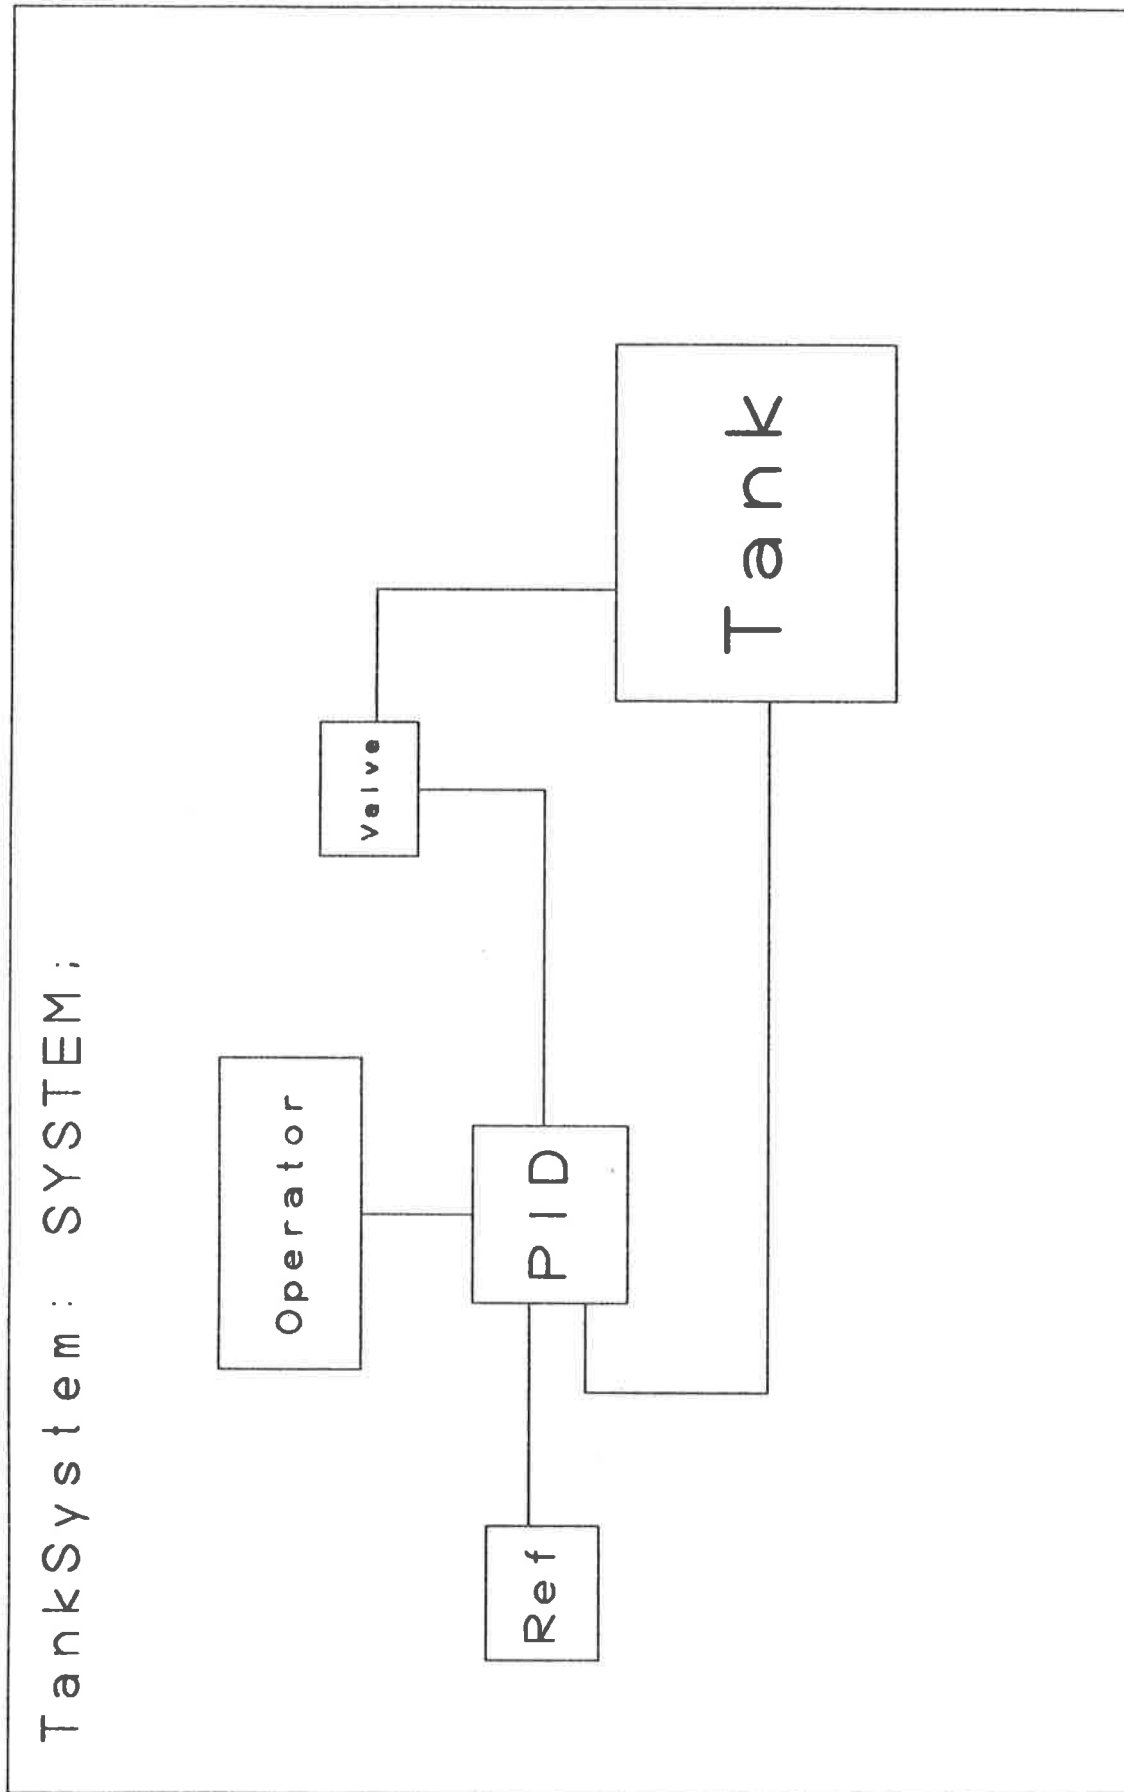 TankSystem: SYSTEM;
Operator
Valve
Ref
PID
Tank